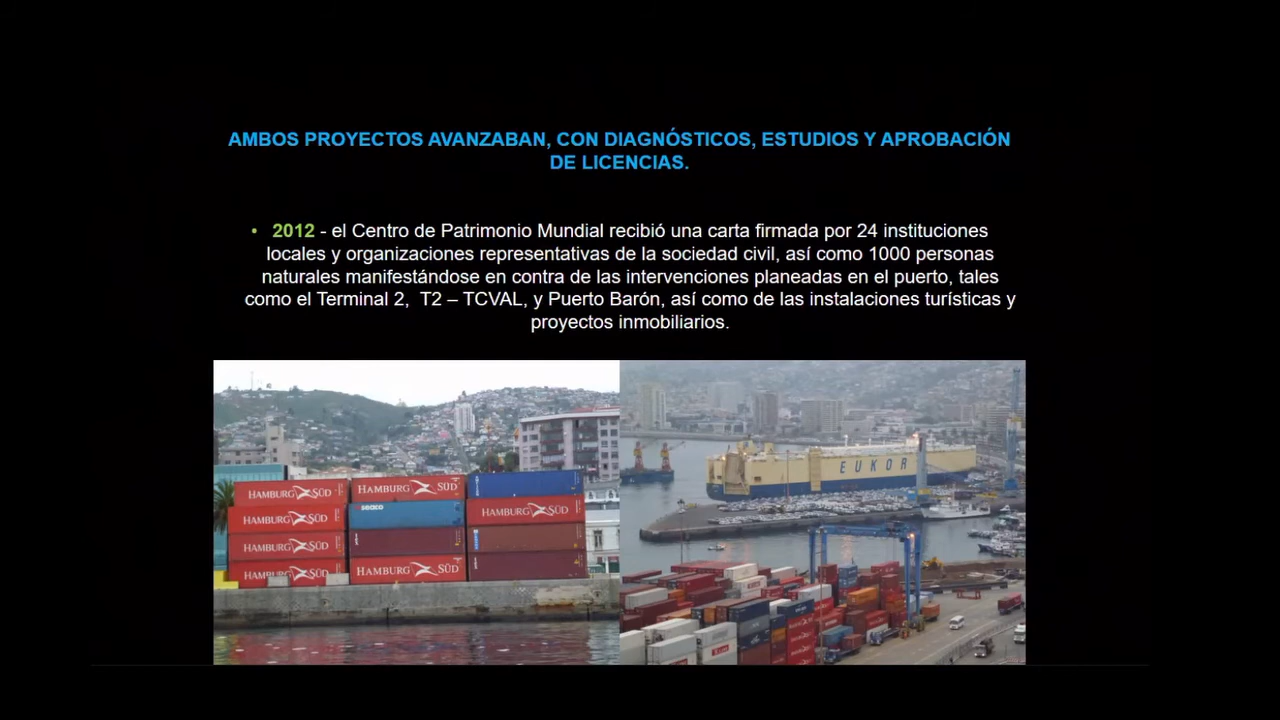 AMBOS PROYECTOS AVANZABAN, CON DIAGNÓSTICOS, ESTUDIOS Y APROBACIÓN
DE LICENCIAS.
• 2012 - el Centro de Patrimonio Mundial recibió una carta firmada por 24 instituciones
locales y organizaciones representativas de la sociedad civil, así como 1000 personas
naturales manifestándose en contra de las intervenciones planeadas en el puerto, tales
como el Terminal 2,  T2 – TCVAL, y Puerto Barón, así como de las instalaciones turísticas y
proyectos inmobiliarios.
HAMBURG SÜD
HAMBURG SÜD
HAMBURG SÜD
seaco
HAMBURG SÜD
HAMBURG SÜD
HAMBURG SÜD
HAMBURG SÜD
EUKOR